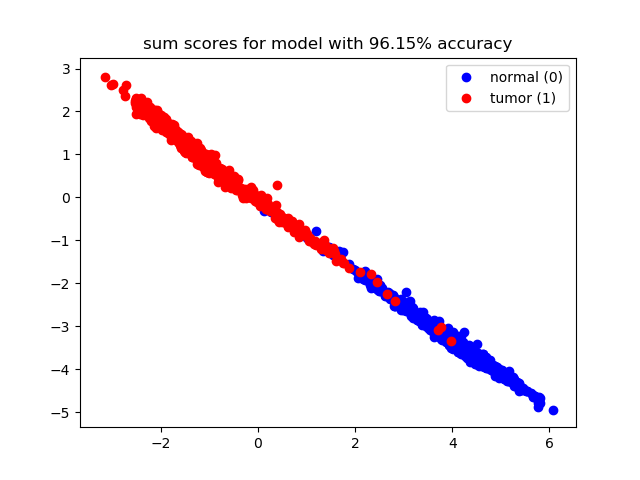 sum scores for model with 96.15% accuracy
normal (0)
tumor (1)
3
2
1
0
−1
−2
−3
−4
−5
−2 0 2 4 6